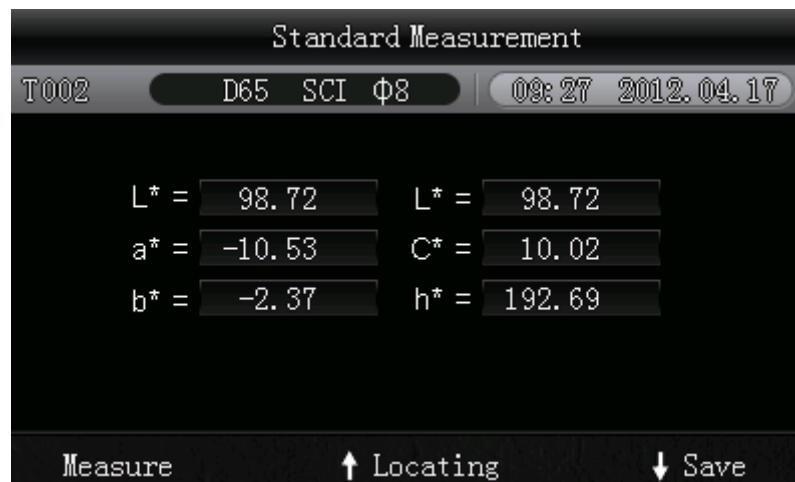 Standard Measurement
T002 D65 SCI Φ8 09:27 2012.04.17
L* = 98.72 L* = 98.72
a* = -10.53 C* = 10.02
b* = -2.37 h* = 192.69
Measure ↑ Locating ↓ Save